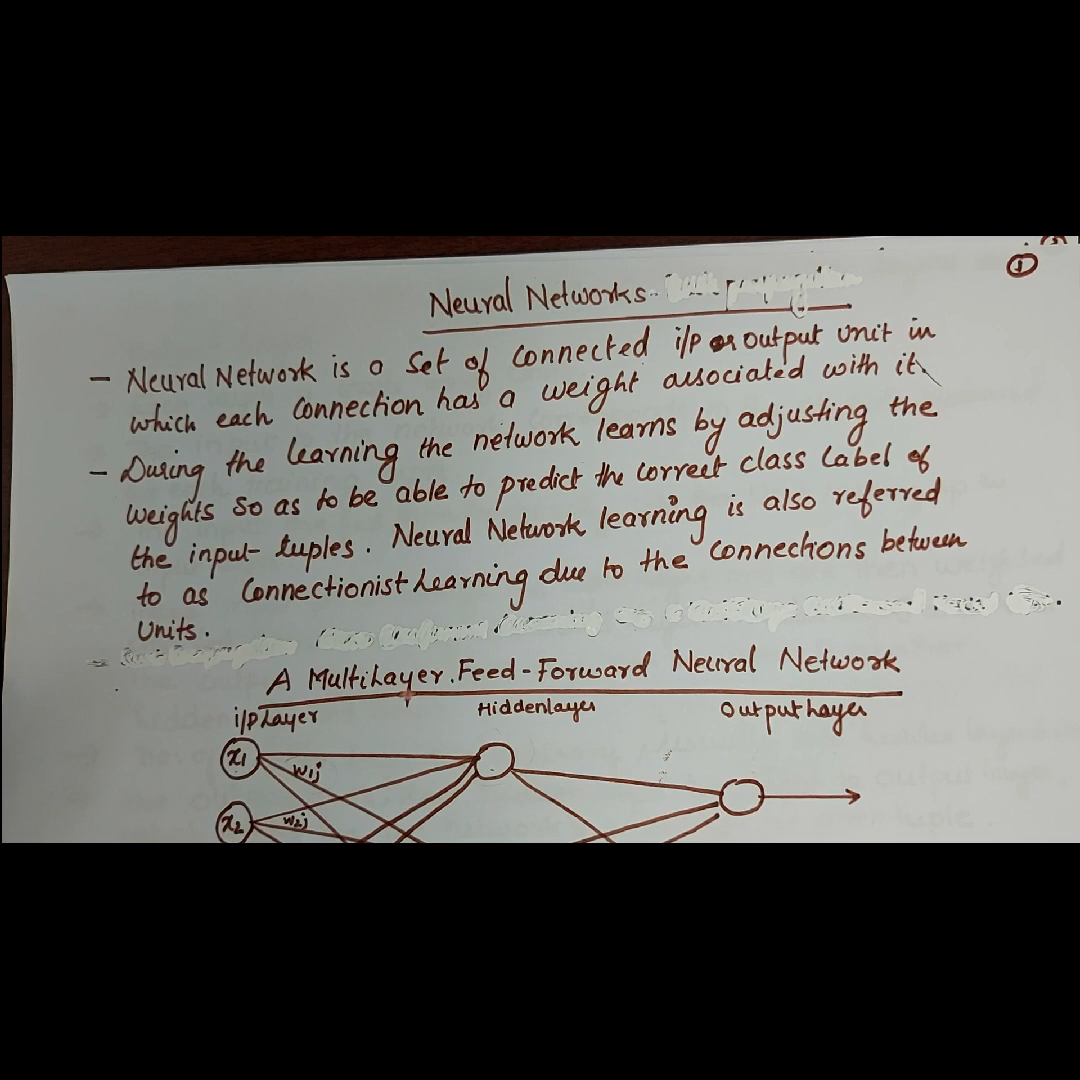 1
Neural Networks
- Neural Network is a set of connected i/p or output unit in
which each connection has a weight associated with it.
- During the learning the network learns by adjusting the
weights so as to be able to predict the correct class label of
the input-tuples. Neural Network learning is also referred
to as Connectionist Learning due to the connections between
units.
A Multilayer Feed-Forward Neural Network
i/p Layer Hidden layer Output Layer
x1
w1j
x2
w2j